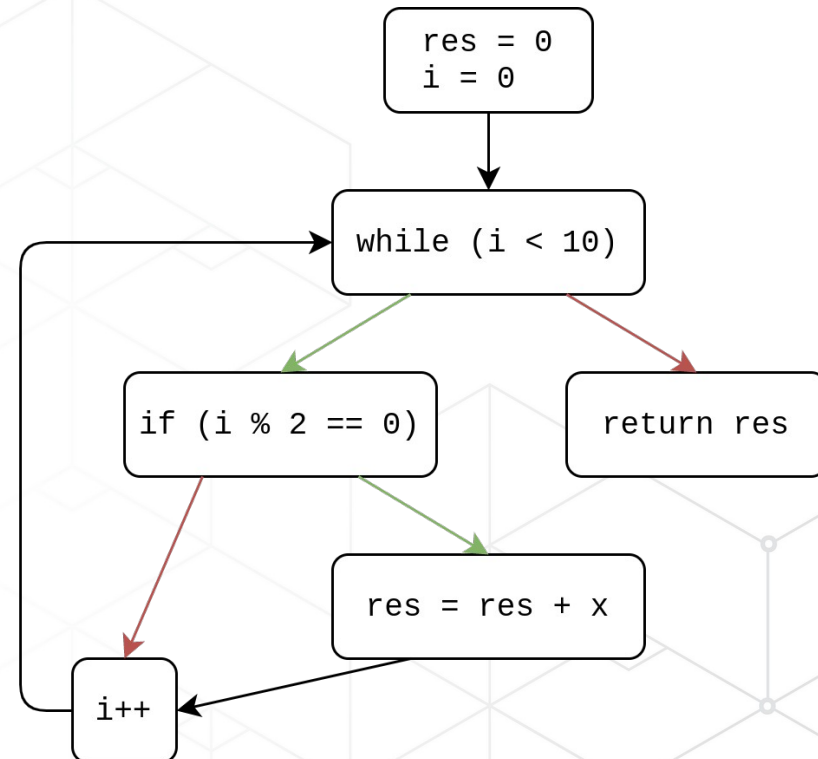 res = 0
i = 0
while (i < 10)
if (i % 2 == 0)
return res
res = res + x
i++